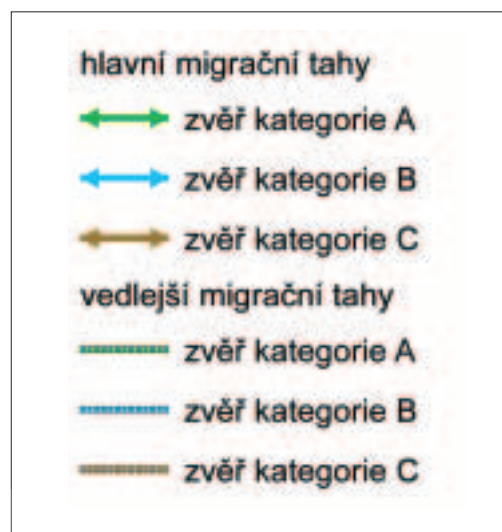 hlavní migrační tahy
zvěř kategorie A
zvěř kategorie B
zvěř kategorie C
vedlejší migrační tahy
zvěř kategorie A
zvěř kategorie B
zvěř kategorie C